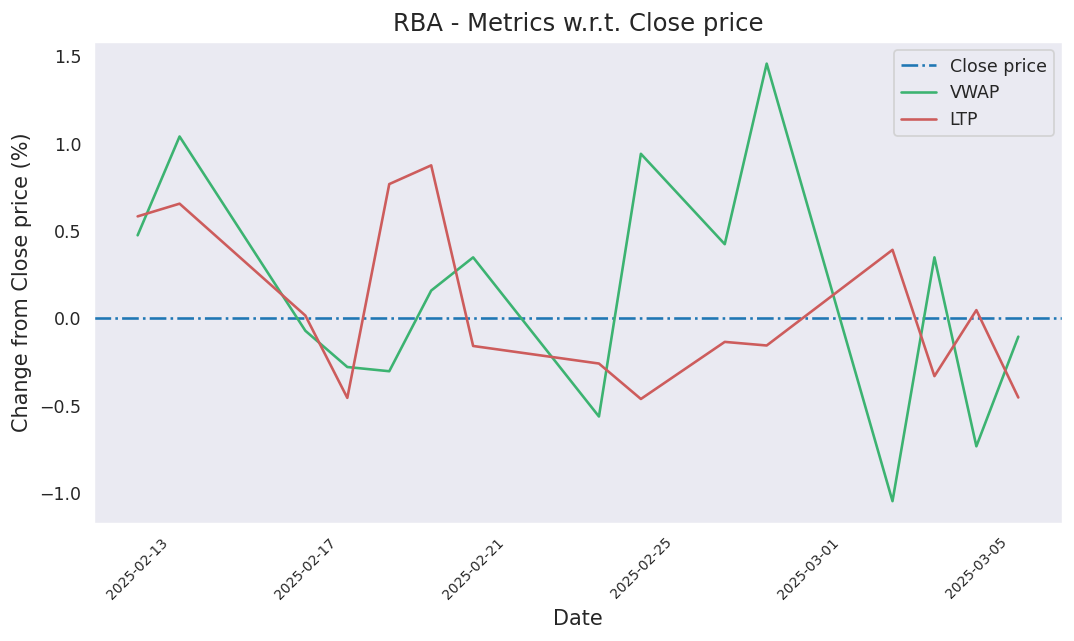 RBA - Metrics w.r.t. Close price
Change from Close price (%)
1.5
1.0
0.5
0.0
−0.5
−1.0
Close price
VWAP
LTP
2025-02-13
2025-02-17
2025-02-21
2025-02-25
2025-03-01
2025-03-05
Date